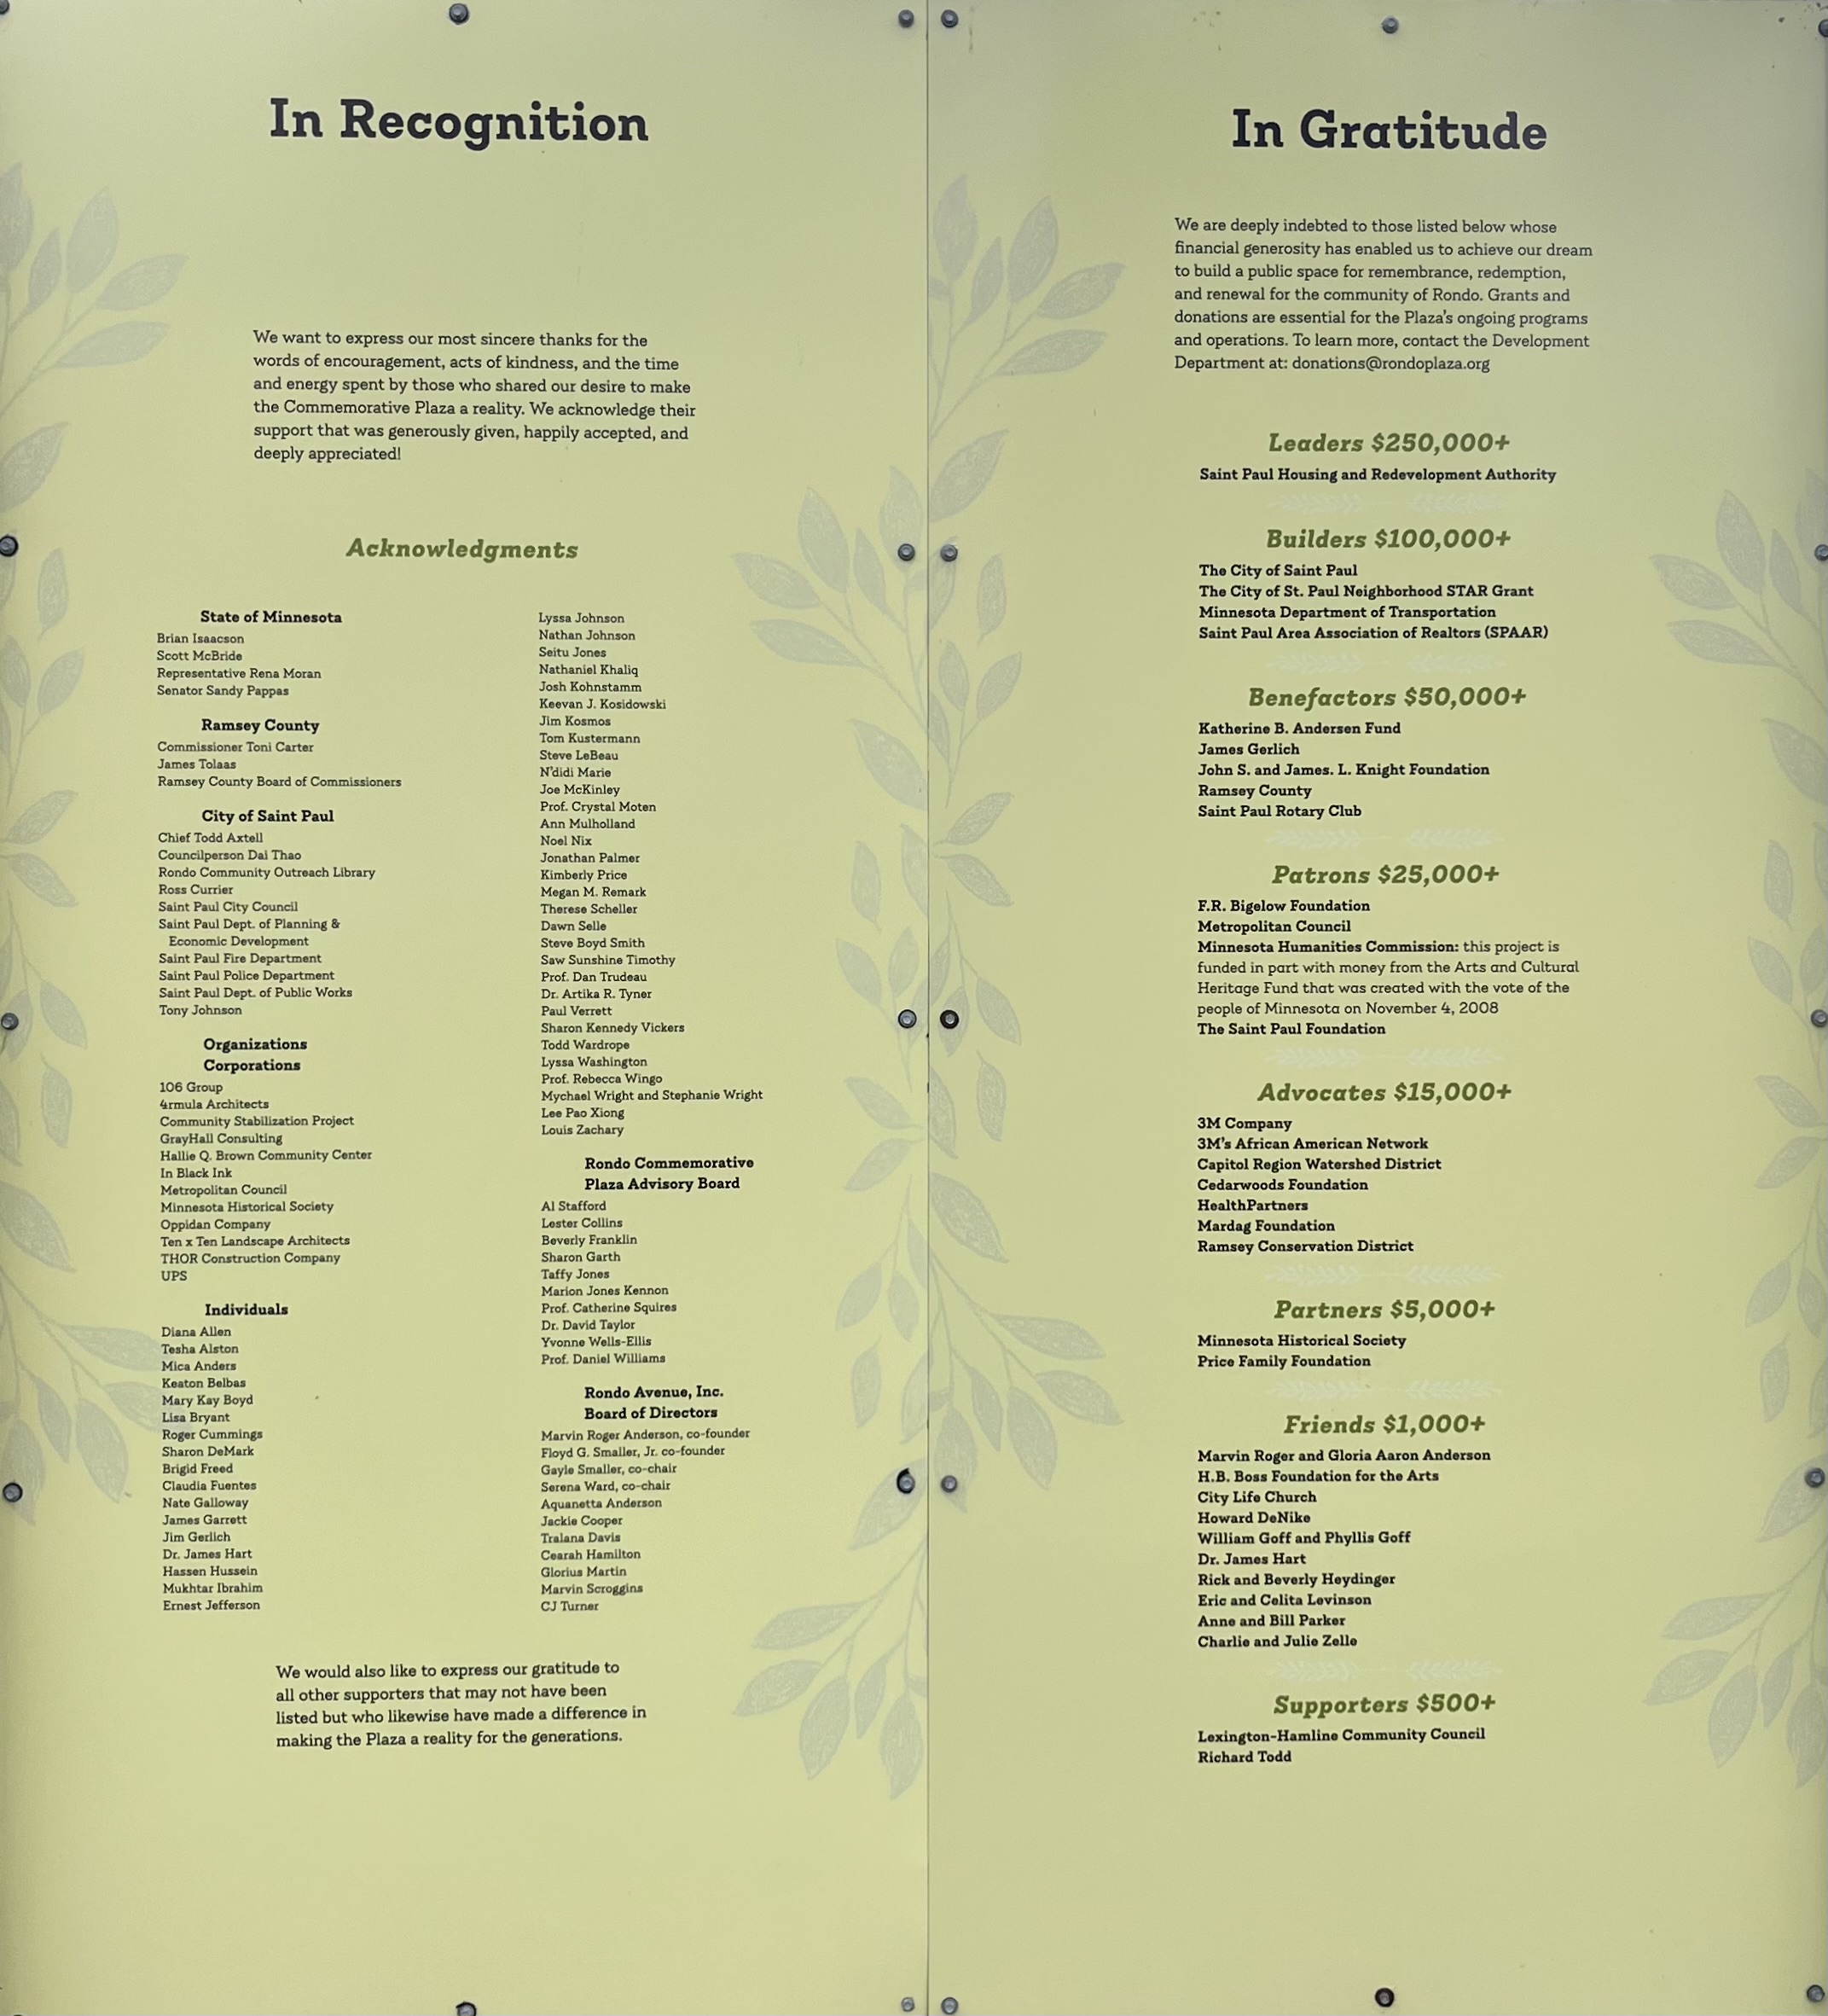 In Recognition
We want to express our most sincere thanks for the
words of encouragement, acts of kindness, and the time
and energy spent by those who shared our desire to make
the Commemorative Plaza a reality. We acknowledge their
support that was generously given, happily accepted, and
deeply appreciated!
Acknowledgments
State of Minnesota
Brian Isaacson
Scott McBride
Representative Rena Moran
Senator Sandy Pappas
Ramsey County
Commissioner Toni Carter
James Tolaas
Ramsey County Board of Commissioners
City of Saint Paul
Chief Todd Axtell
Councilperson Dai Thao
Rondo Community Outreach Library
Ross Currier
Saint Paul City Council
Saint Paul Dept. of Planning &
Economic Development
Saint Paul Fire Department
Saint Paul Police Department
Saint Paul Dept. of Public Works
Tony Johnson
Organizations
Corporations
106 Group
4rmula Architects
Community Stabilization Project
GrayHall Consulting
Hallie Q. Brown Community Center
In Black Ink
Metropolitan Council
Minnesota Historical Society
Oppidan Company
Ten x Ten Landscape Architects
THOR Construction Company
UPS
Individuals
Diana Allen
Tesha Alston
Mica Anders
Keaton Belbas
Mary Kay Boyd
Lisa Bryant
Roger Cummings
Sharon DeMark
Brigid Freed
Claudia Fuentes
Nate Galloway
James Garrett
Jim Gerlich
Dr. James Hart
Hassen Hussein
Mukhtar Ibrahim
Ernest Jefferson
Lyssa Johnson
Nathan Johnson
Seitu Jones
Nathaniel Khaliq
Josh Kohnstamm
Keevan J. Kosidowski
Jim Kosmos
Tom Kustermann
Steve LeBeau
N'didi Marie
Joe McKinley
Prof. Crystal Moten
Ann Mulholland
Noel Nix
Jonathan Palmer
Kimberly Price
Megan M. Remark
Therese Scheller
Dawn Selle
Steve Boyd Smith
Saw Sunshine Timothy
Prof. Dan Trudeau
Dr. Artika R. Tyner
Paul Verrett
Sharon Kennedy Vickers
Todd Wardrope
Lyssa Washington
Prof. Rebecca Wingo
Mychael Wright and Stephanie Wright
Lee Pao Xiong
Louis Zachary
Rondo Commemorative
Plaza Advisory Board
Al Stafford
Lester Collins
Beverly Franklin
Sharon Garth
Taffy Jones
Marion Jones Kennon
Prof. Catherine Squires
Dr. David Taylor
Yvonne Wells-Ellis
Prof. Daniel Williams
Rondo Avenue, Inc.
Board of Directors
Marvin Roger Anderson, co-founder
Floyd G. Smaller, Jr. co-founder
Gayle Smaller, co-chair
Serena Ward, co-chair
Aquanetta Anderson
Jackie Cooper
Tralana Davis
Cearah Hamilton
Glorius Martin
Marvin Scroggins
CJ Turner
We would also like to express our gratitude to
all other supporters that may not have been
listed but who likewise have made a difference in
making the Plaza a reality for the generations.
In Gratitude
We are deeply indebted to those listed below whose
financial generosity has enabled us to achieve our dream
to build a public space for remembrance, redemption,
and renewal for the community of Rondo. Grants and
donations are essential for the Plaza's ongoing programs
and operations. To learn more, contact the Development
Department at: donations@rondoplaza.org
Leaders $250,000+
Saint Paul Housing and Redevelopment Authority
Builders $100,000+
The City of Saint Paul
The City of St. Paul Neighborhood STAR Grant
Minnesota Department of Transportation
Saint Paul Area Association of Realtors (SPAAR)
Benefactors $50,000+
Katherine B. Andersen Fund
James Gerlich
John S. and James. L. Knight Foundation
Ramsey County
Saint Paul Rotary Club
Patrons $25,000+
F.R. Bigelow Foundation
Metropolitan Council
Minnesota Humanities Commission: this project is
funded in part with money from the Arts and Cultural
Heritage Fund that was created with the vote of the
people of Minnesota on November 4, 2008
The Saint Paul Foundation
Advocates $15,000+
3M Company
3M's African American Network
Capitol Region Watershed District
Cedarwoods Foundation
HealthPartners
Mardag Foundation
Ramsey Conservation District
Partners $5,000+
Minnesota Historical Society
Price Family Foundation
Friends $1,000+
Marvin Roger and Gloria Aaron Anderson
H.B. Boss Foundation for the Arts
City Life Church
Howard DeNike
William Goff and Phyllis Goff
Dr. James Hart
Rick and Beverly Heydinger
Eric and Celita Levinson
Anne and Bill Parker
Charlie and Julie Zelle
Supporters $500+
Lexington-Hamline Community Council
Richard Todd